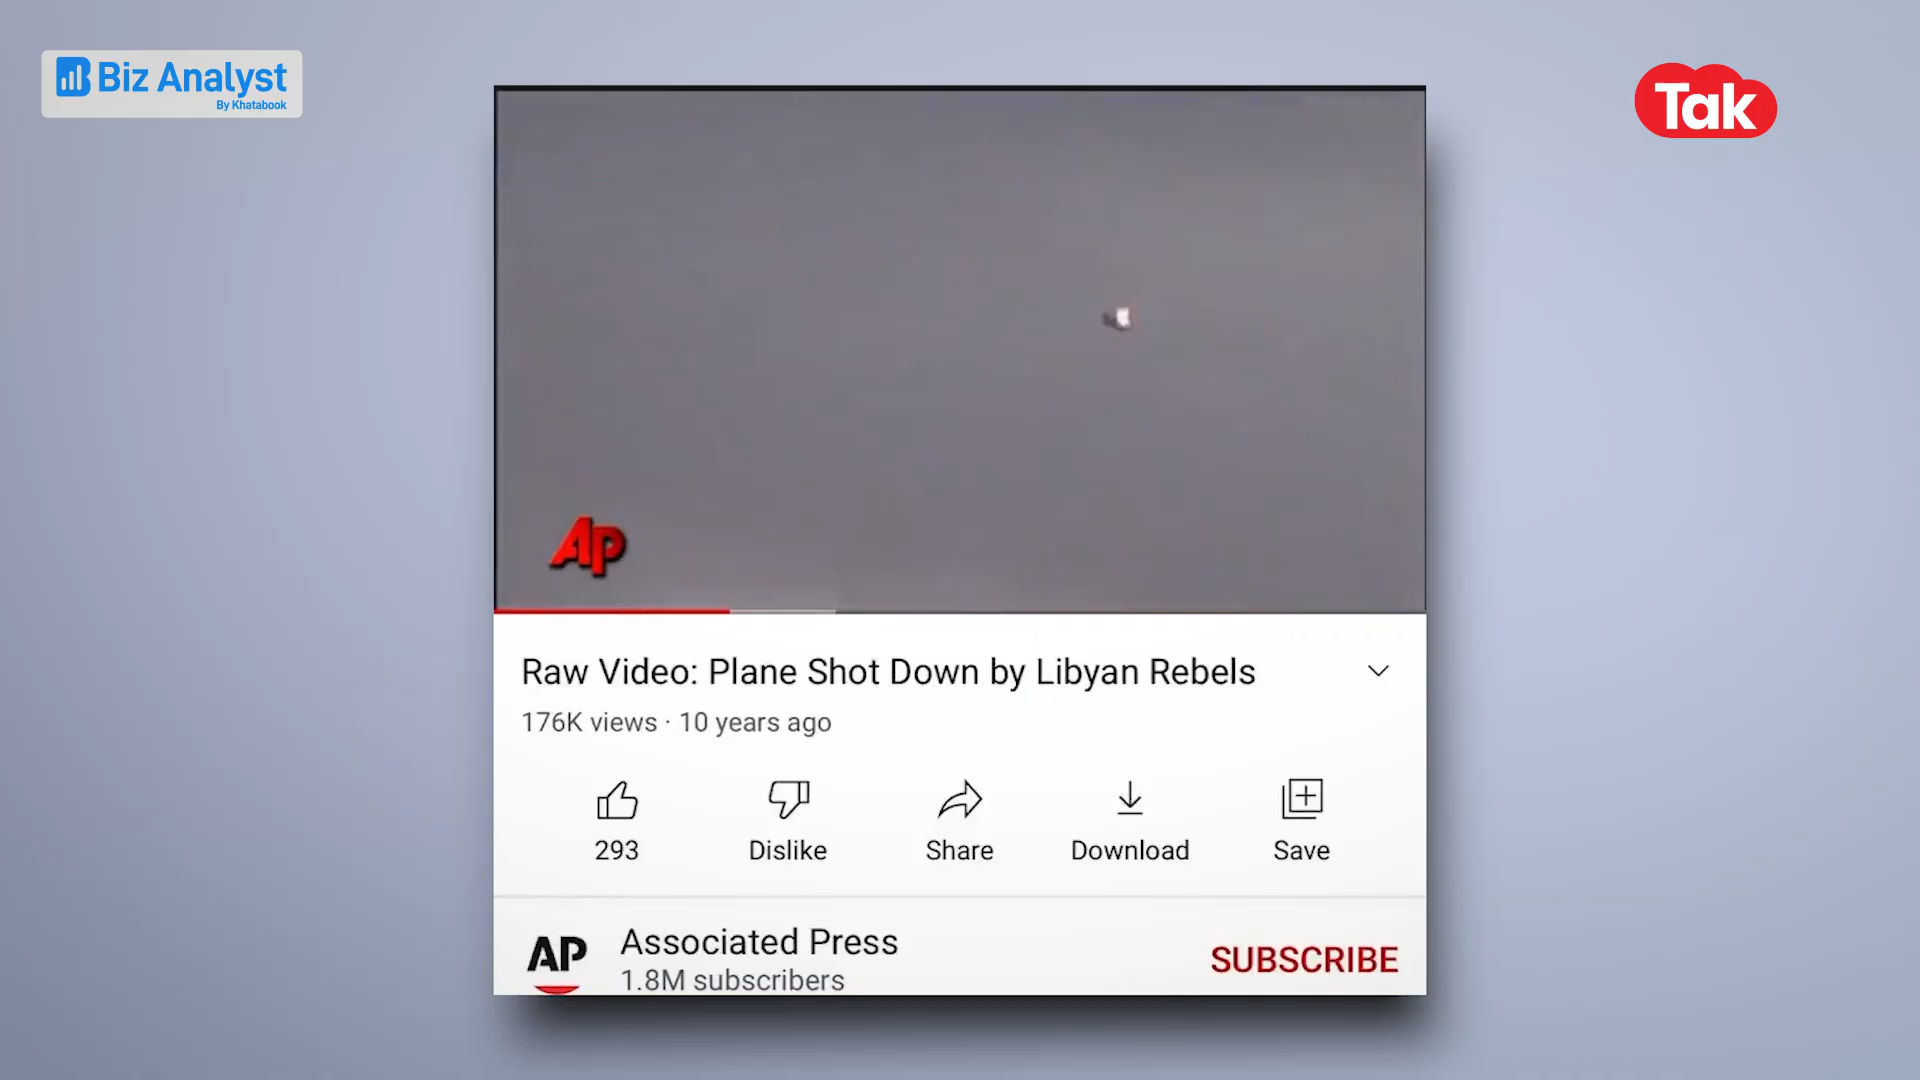 Biz Analyst
By Khatabook
Tak
AP
Raw Video: Plane Shot Down by Libyan Rebels
176K views · 10 years ago
293
Dislike
Share
Download
Save
AP
Associated Press
1.8M subscribers
SUBSCRIBE